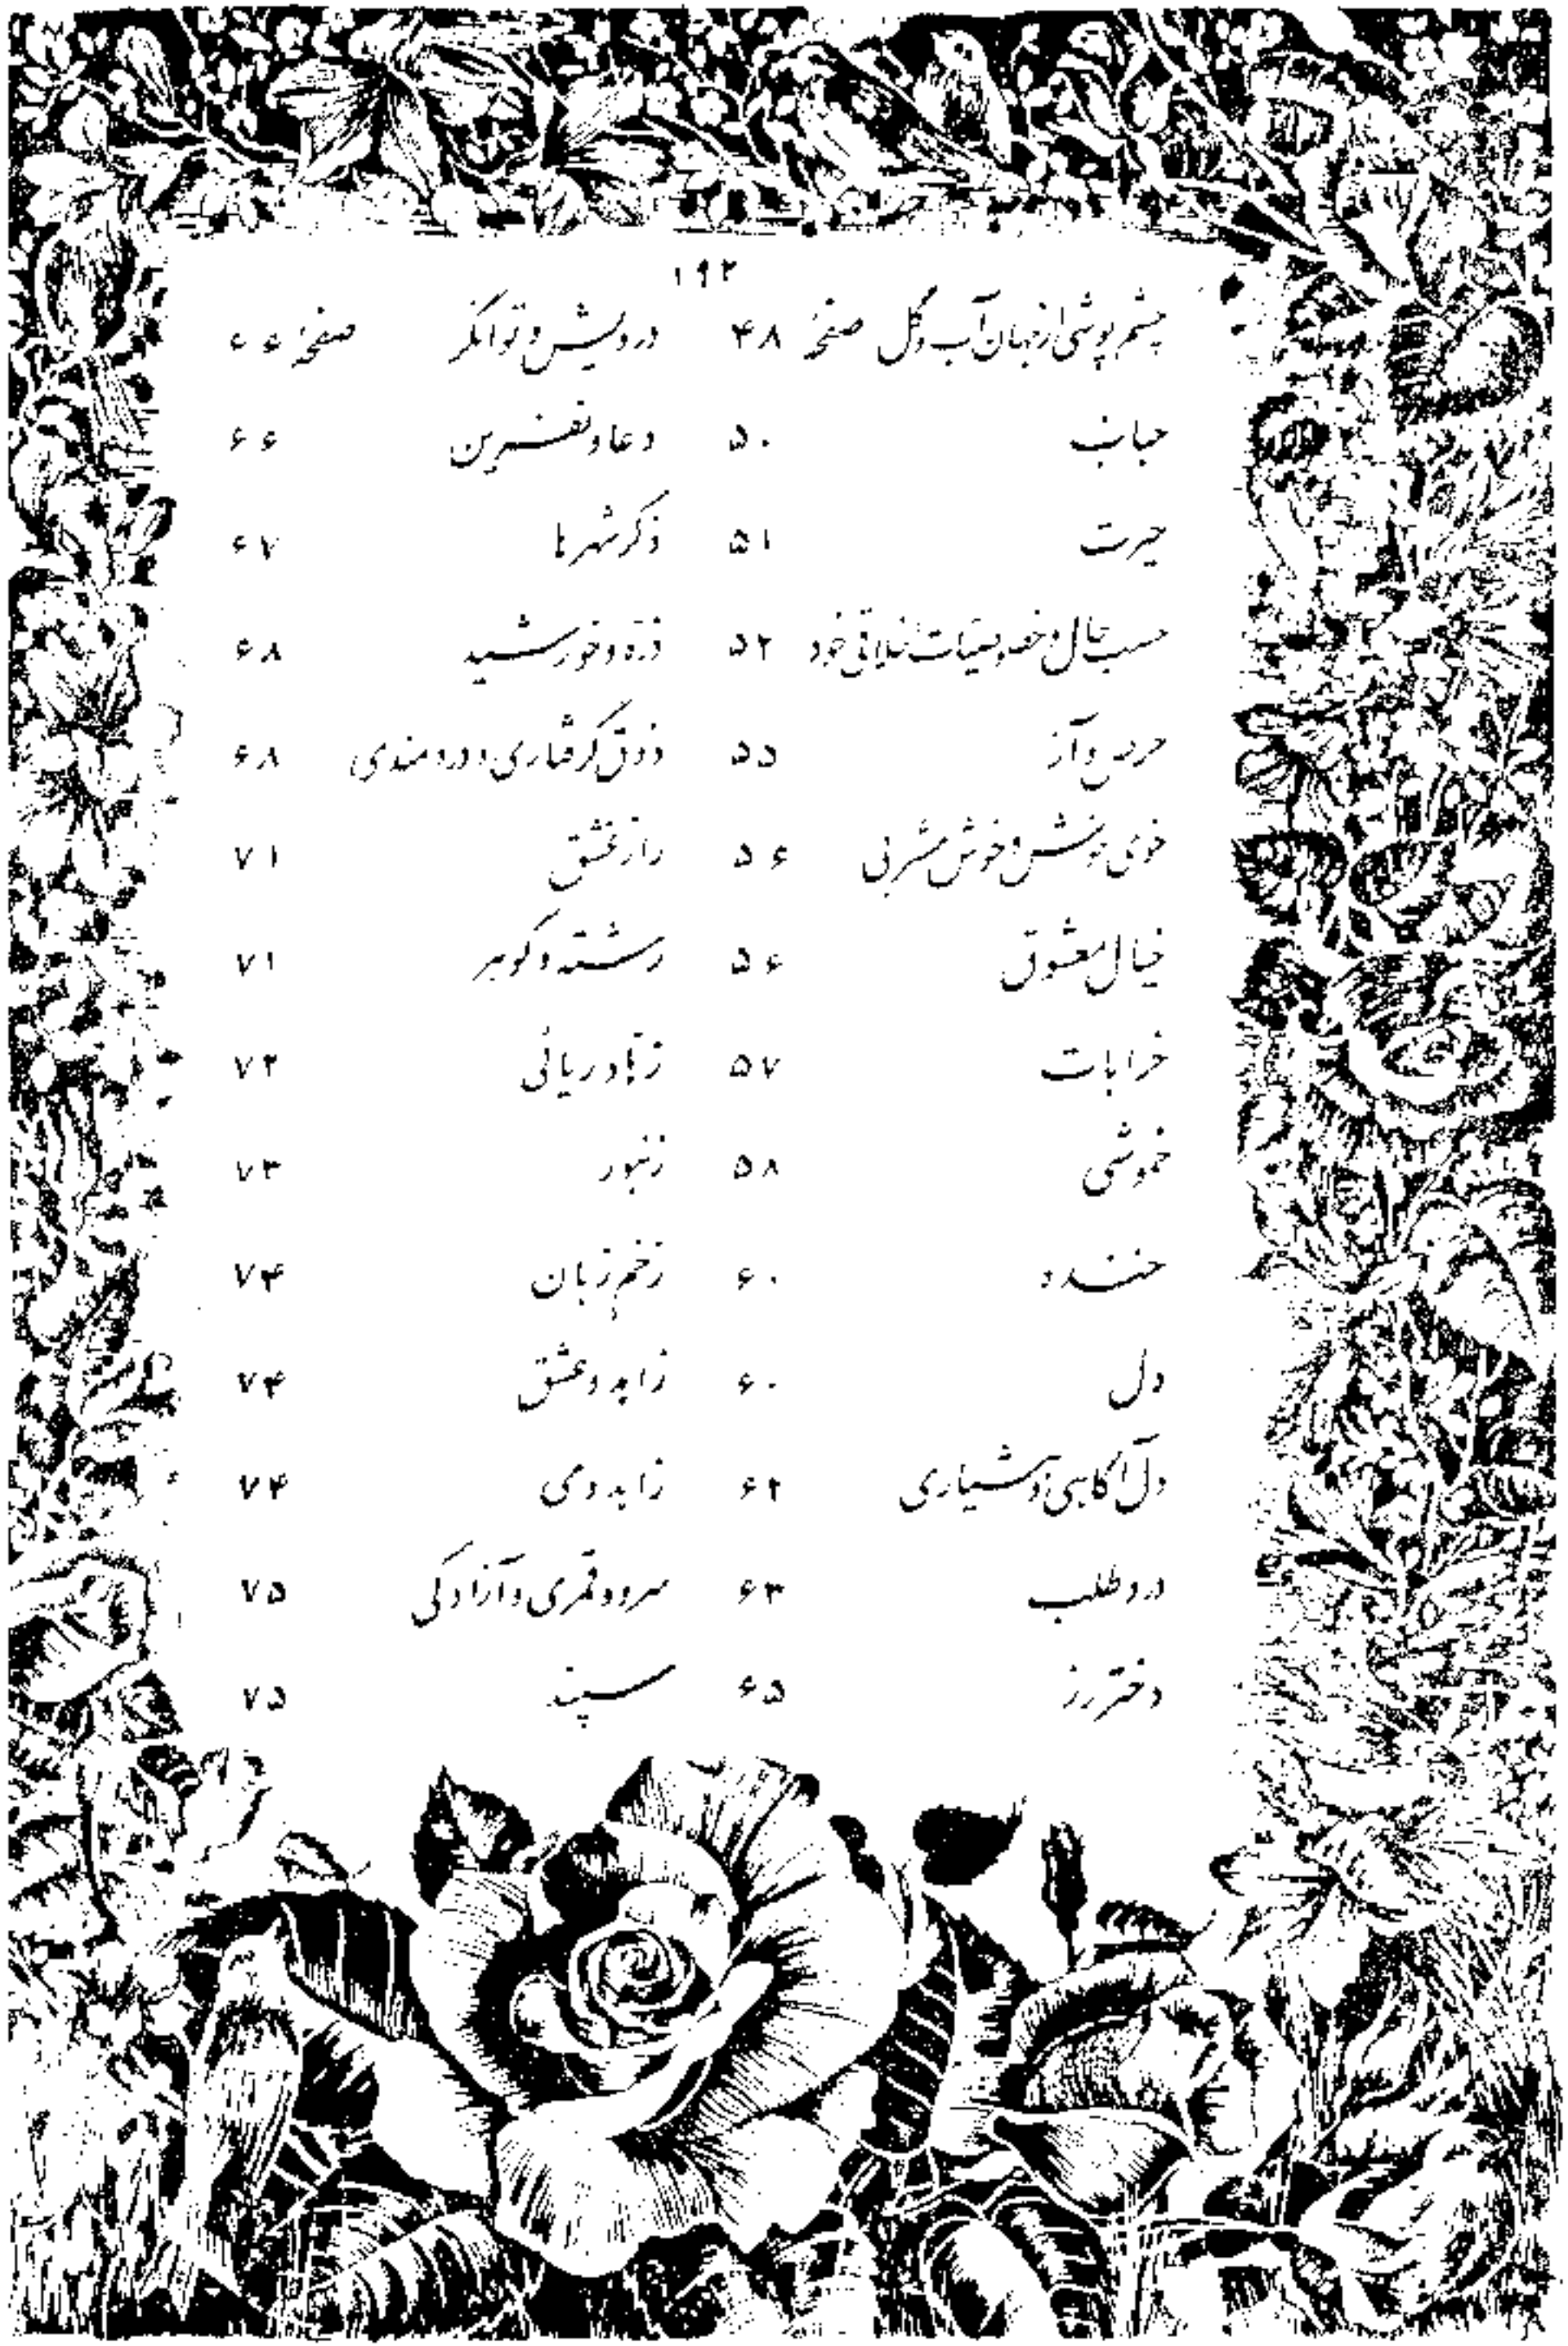 ۱۹۲
چشم پوشی از جهان آب و گل صفحهٔ ۴۸ درویش و توانگر صفحهٔ ۶۶
حباب ۵۰ دعا و نفرین ۶۶
حیرت ۵۱ ذکر شهرها ۶۷
حسب حال و خصوصیات اخلاقی خود ۵۲ ذره و خورشید ۶۸
حرص و آز ۵۵ ذوق گرفتاری و دردمندی ۶۸
خوی خوش و خوش مشربی ۵۶ راز عشق ۷۱
خیال معشوق ۵۶ رشته و گوهر ۷۱
خرابات ۵۷ زهاد ریائی ۷۲
خموشی ۵۸ زنبور ۷۳
خنده ۶۰ زخم زبان ۷۴
دل ۶۰ زاهد و عشق ۷۴
دل آگاهی و هشیاری ۶۲ زاهد و می ۷۴
درد طلب ۶۳ سرو و قمری و آزادگی ۷۵
دختر رز ۶۵ سپند ۷۵